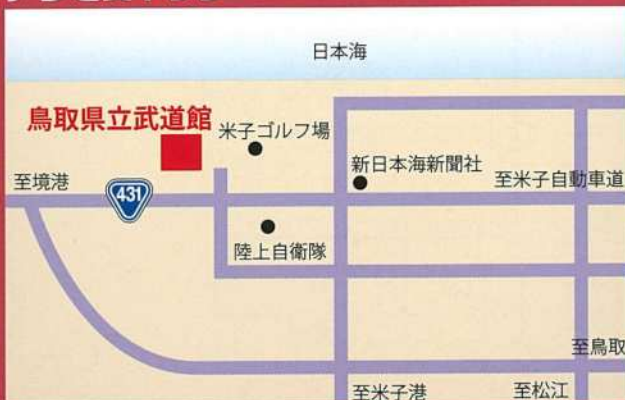 日本海
鳥取県立武道館
米子ゴルフ場
新日本海新聞社
至米子自動車道
至境港
431
陸上自衛隊
至鳥取
至米子港
至松江